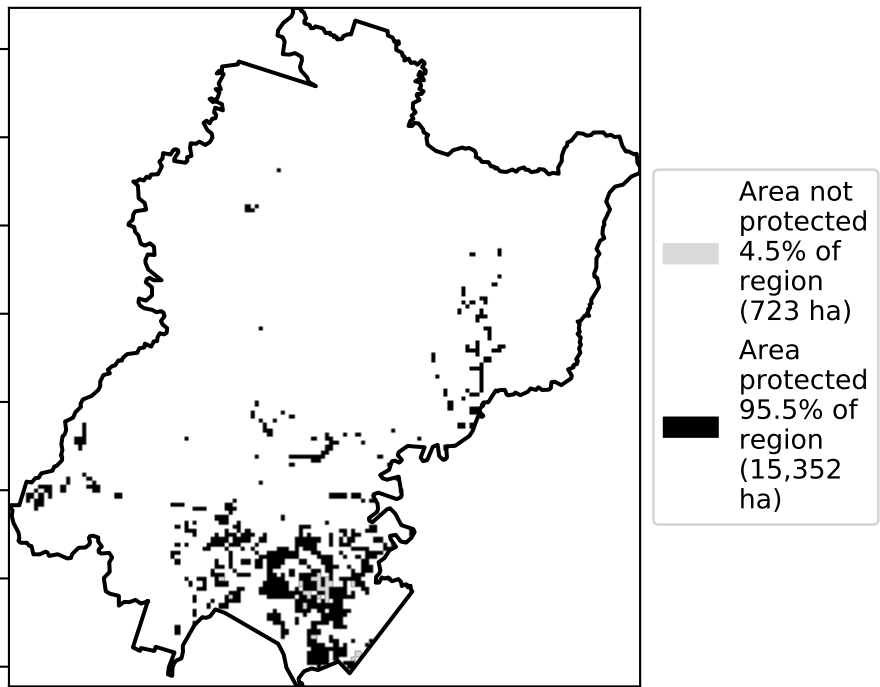 Area not
protected
4.5% of
region
(723 ha)
Area
protected
95.5% of
region
(15,352
ha)